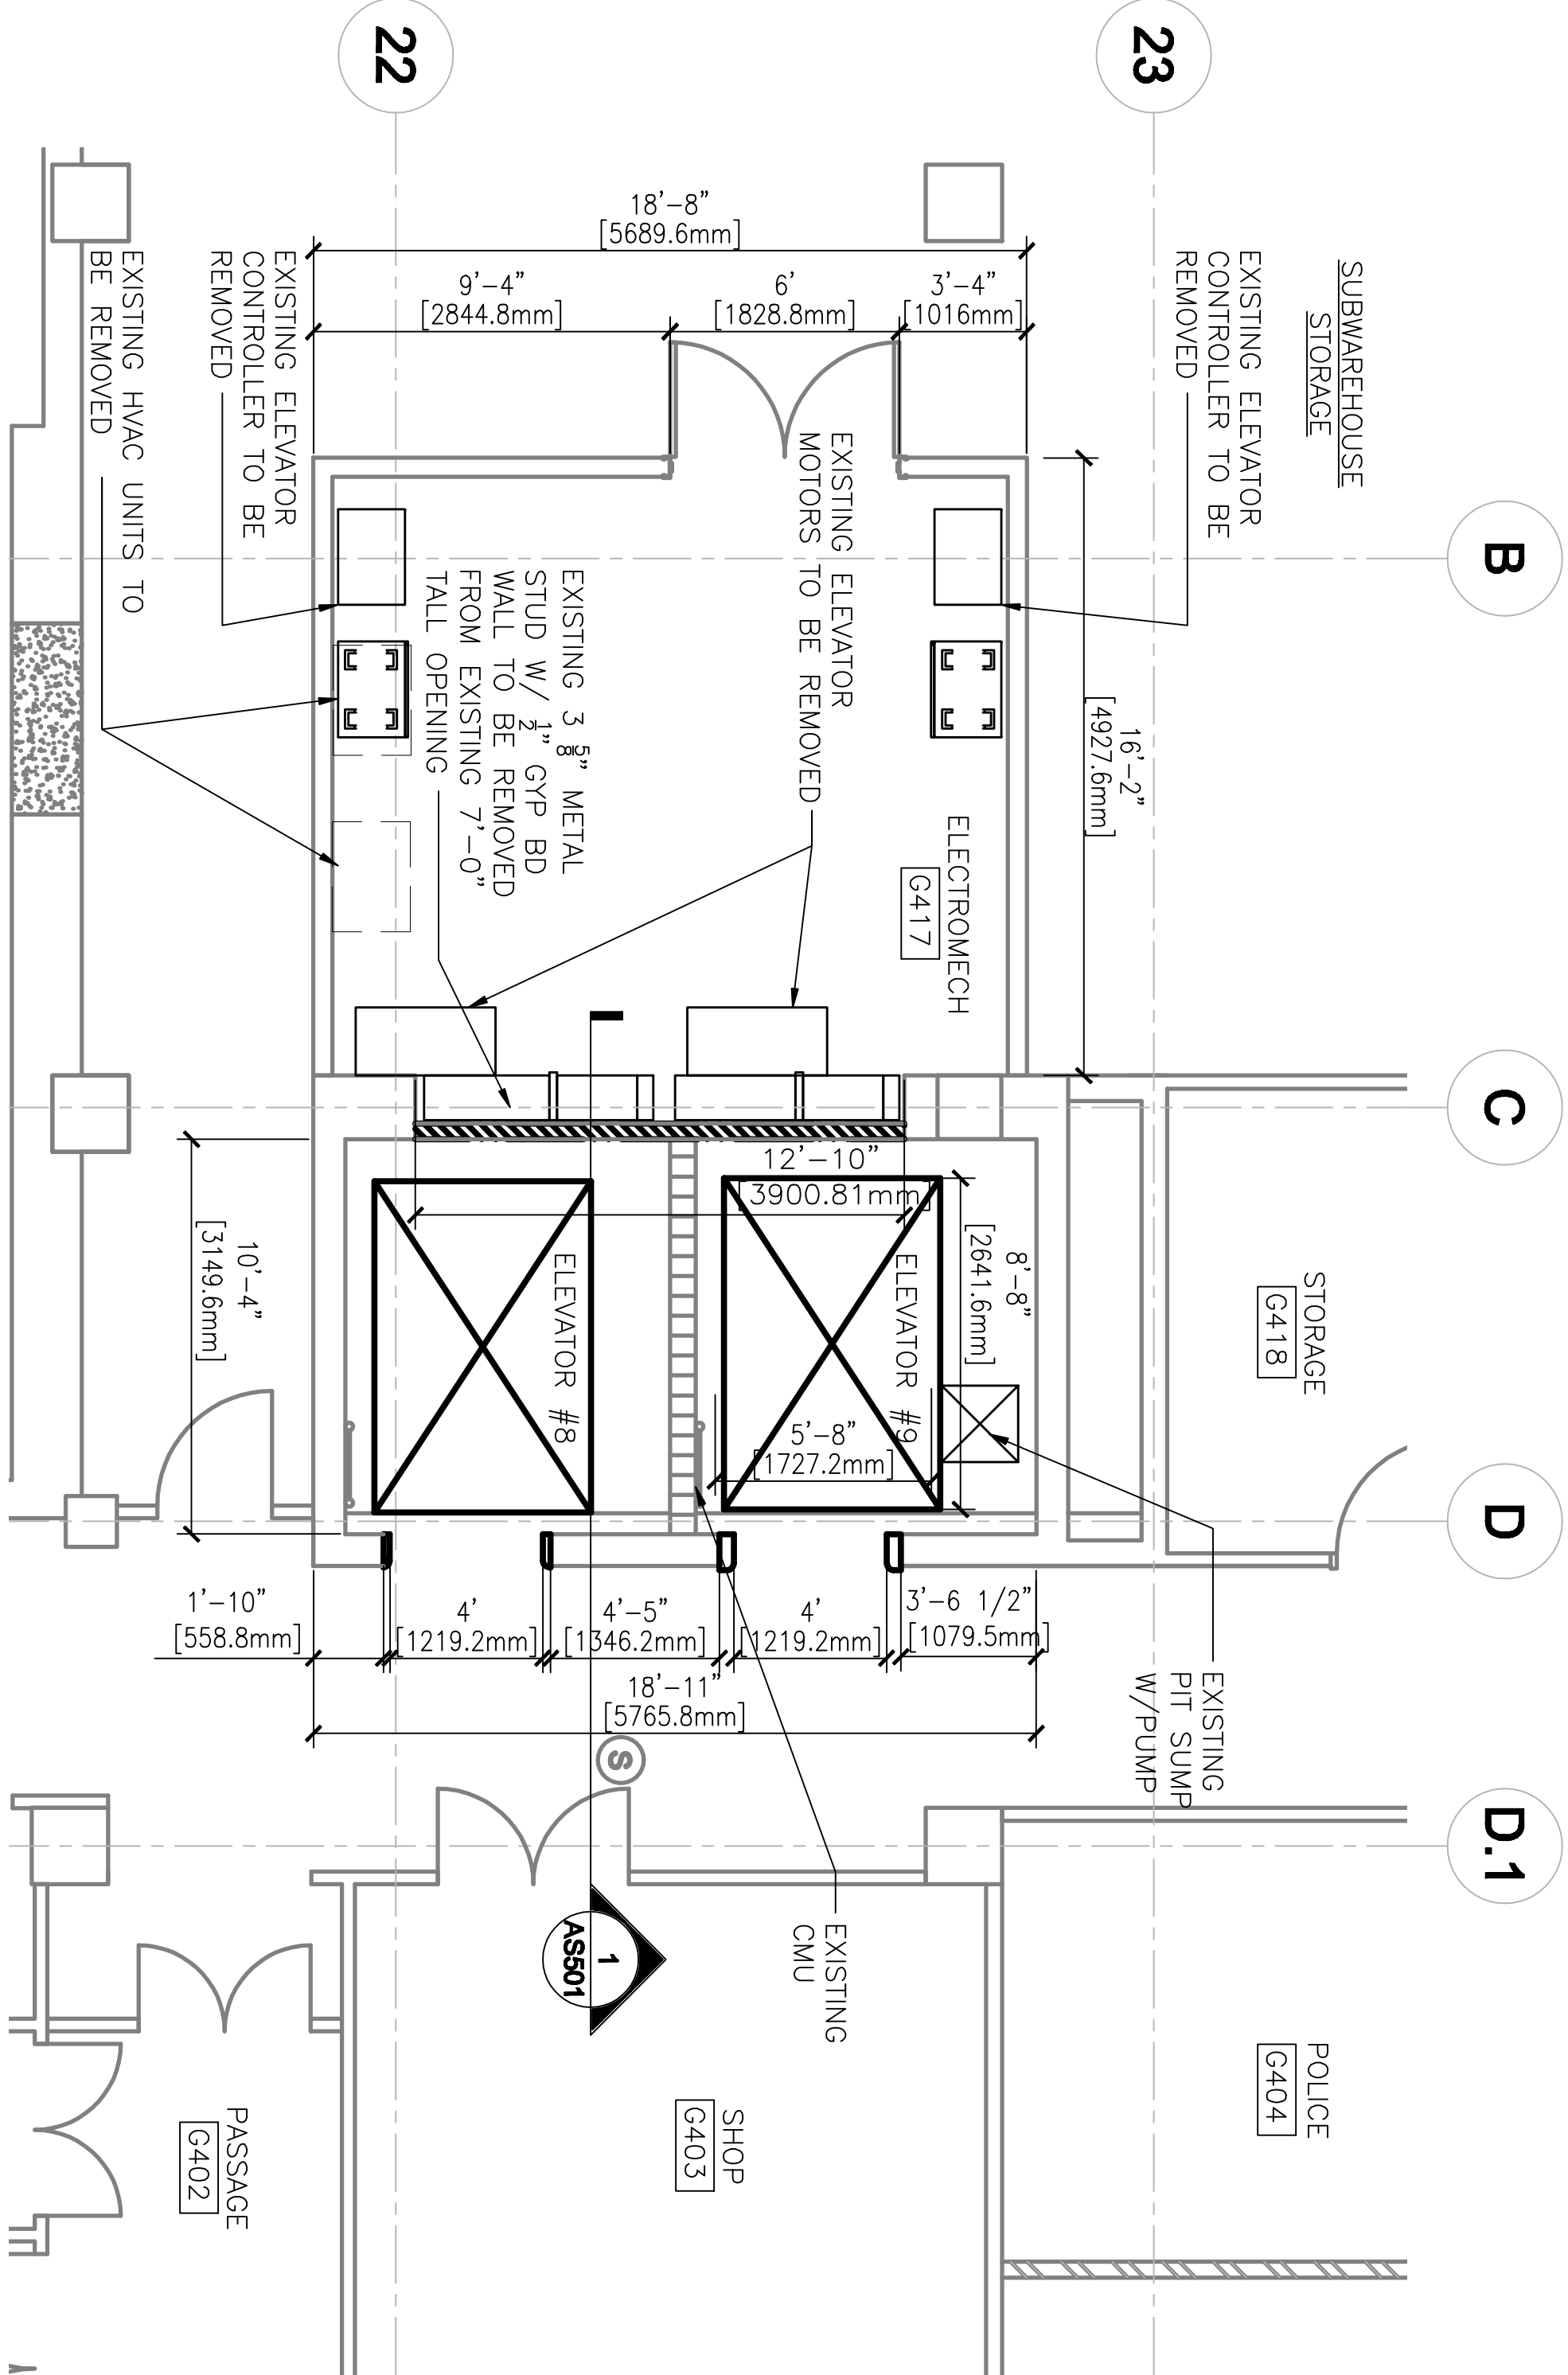 22
23
B
C
D
D.1
SUBWAREHOUSE
STORAGE
EXISTING ELEVATOR
CONTROLLER TO BE
REMOVED
18'-8"
[5689.6mm]
9'-4"
[2844.8mm]
6'
[1828.8mm]
3'-4"
[1016mm]
EXISTING ELEVATOR
CONTROLLER TO BE
REMOVED
EXISTING HVAC UNITS TO
BE REMOVED
EXISTING ELEVATOR
MOTORS TO BE REMOVED
EXISTING 3 5/8" METAL
STUD W/ 1/2" GYP BD
WALL TO BE REMOVED
FROM EXISTING 7'-0"
TALL OPENING
16'-2"
[4927.6mm]
ELECTROMECH
G417
12'-10"
[3900.81mm]
8'-8"
[2641.6mm]
ELEVATOR #9
5'-8"
[1727.2mm]
ELEVATOR #8
10'-4"
[3149.6mm]
STORAGE
G418
1'-10"
[558.8mm]
4'
[1219.2mm]
4'-5"
[1346.2mm]
4'
[1219.2mm]
3'-6 1/2"
[1079.5mm]
18'-11"
[5765.8mm]
EXISTING
PIT SUMP
W/PUMP
S
EXISTING
CMU
1
AS501
POLICE
G404
SHOP
G403
PASSAGE
G402